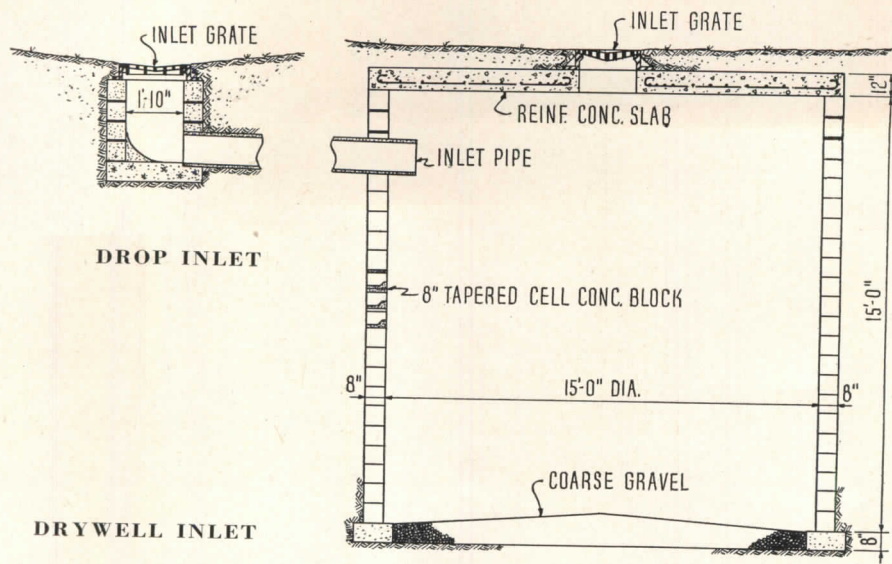 INLET GRATE
1'-10"
DROP INLET
INLET GRATE
12"
REINF. CONC. SLAB
INLET PIPE
8" TAPERED CELL CONC. BLOCK
15'-0"
8"
15'-0" DIA.
8"
COARSE GRAVEL
DRYWELL INLET
8"